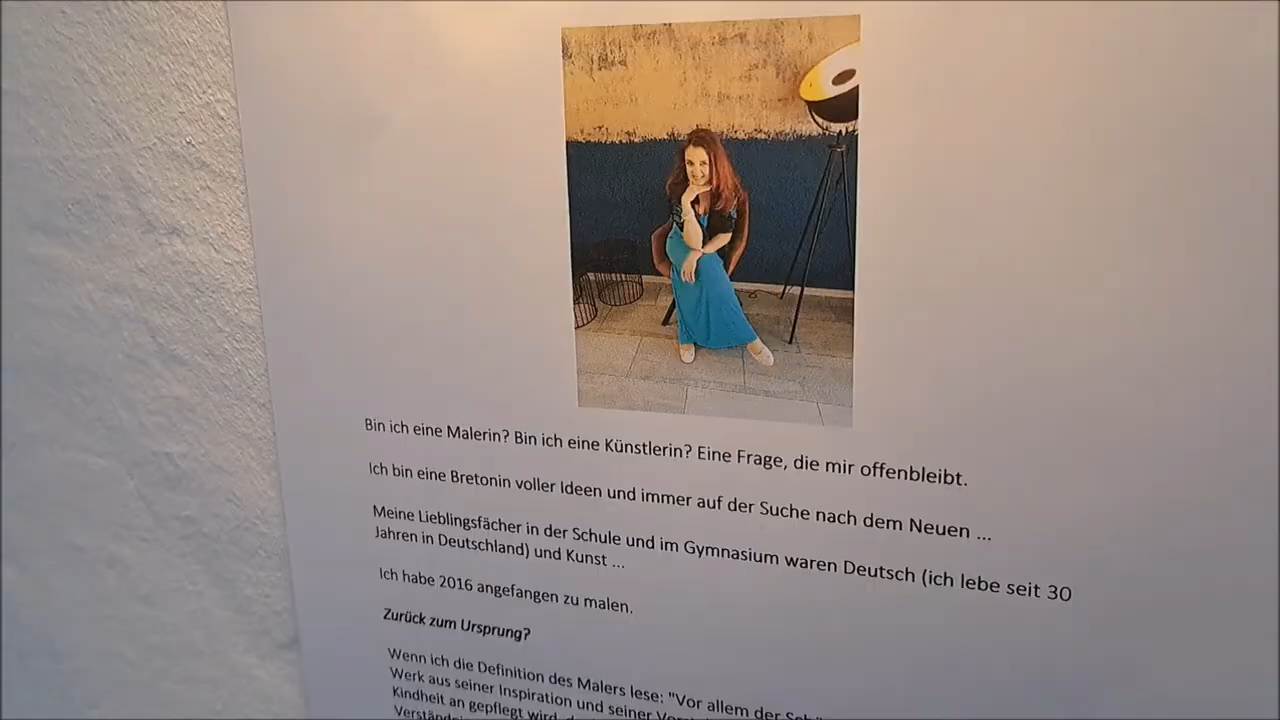 Bin ich eine Malerin? Bin ich eine Künstlerin? Eine Frage, die mir offenbleibt.
Ich bin eine Bretonin voller Ideen und immer auf der Suche nach dem Neuen ...
Meine Lieblingsfächer in der Schule und im Gymnasium waren Deutsch (ich lebe seit 30
Jahren in Deutschland) und Kunst ...
Ich habe 2016 angefangen zu malen.
Zurück zum Ursprung?
Wenn ich die Definition des Malers lese: "Vor allem der
Werk aus seiner Inspiration und seiner
Kindheit an gepflegt wird,